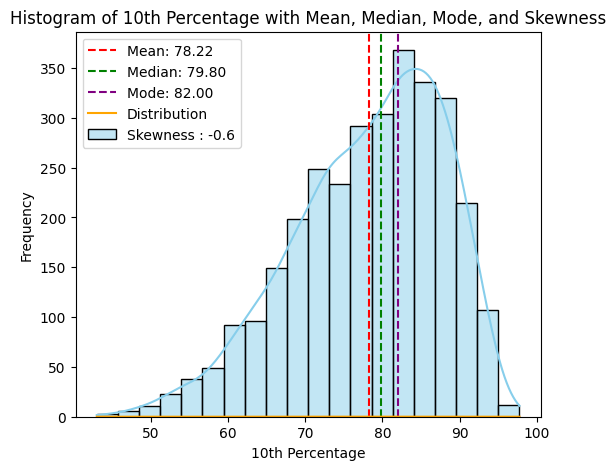 Histogram of 10th Percentage with Mean, Median, Mode, and Skewness
Mean: 78.22
Median: 79.80
Mode: 82.00
Distribution
Skewness : -0.6
350
300
250
200
150
100
50
0
Frequency
50 60 70 80 90 100
10th Percentage